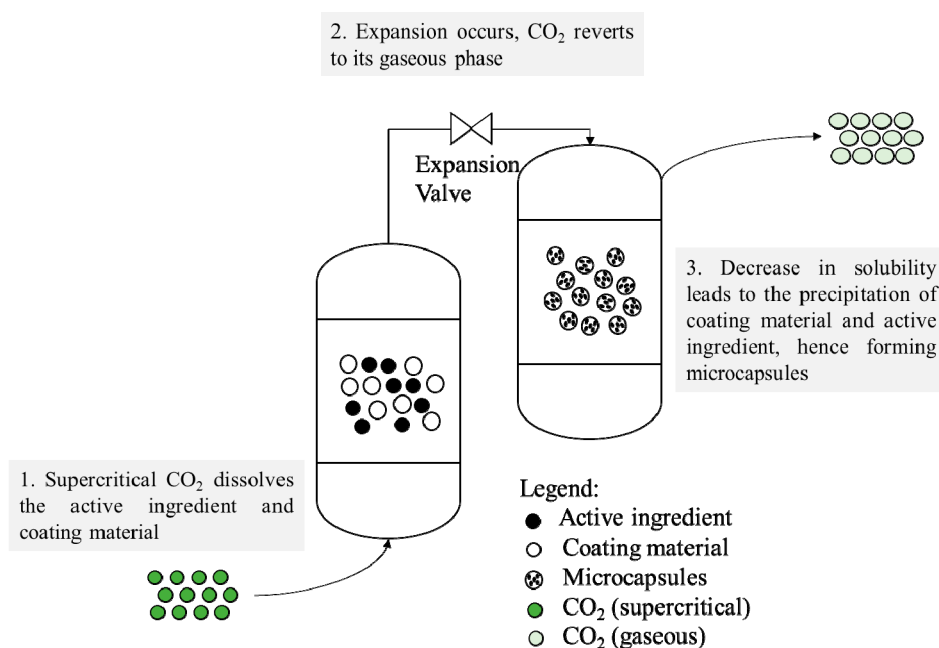 2. Expansion occurs, CO₂ reverts
to its gaseous phase
Expansion
Valve
3. Decrease in solubility
leads to the precipitation of
coating material and active
ingredient, hence forming
microcapsules
1. Supercritical CO₂ dissolves
the active ingredient and
coating material
Legend:
Active ingredient
Coating material
Microcapsules
CO₂ (supercritical)
CO₂ (gaseous)